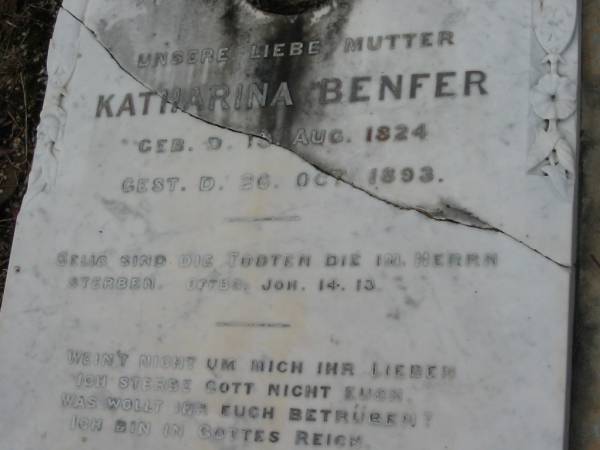 UNSERE LIEBE MUTTER
KATHARINA BENFER
GEB. D. 13. AUG. 1824
GEST. D. 26. OCT. 1893.
SELIG SIND DIE TODTEN DIE IM HERRN
STERBEN. OFFBG. JOH. 14. 13.
WEINT NICHT UM MICH IHR LIEBEN
ICH STERBE GOTT NICHT EUCH.
WAS WOLLT IHR EUCH BETRÜBEN?
ICH BIN IN GOTTES REICH.